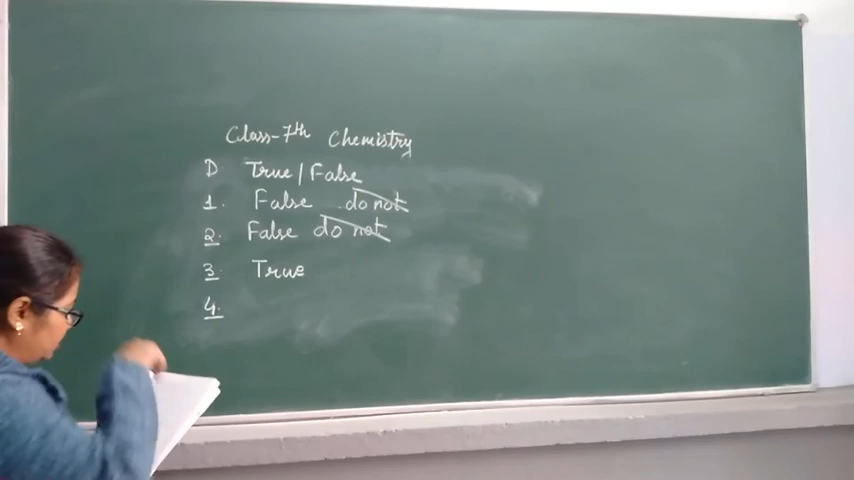 Class-7th Chemistry
D True/False
1. False do not
2. False do not
3. True
4.